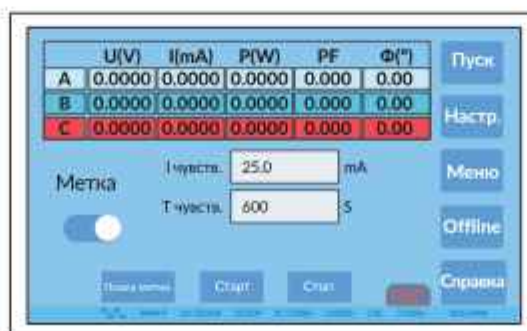 U(V) I(mA) P(W) PF Φ(°)
A 0.0000 0.0000 0.0000 0.000 0.00
B 0.0000 0.0000 0.0000 0.000 0.00
C 0.0000 0.0000 0.0000 0.000 0.00
Пуск
Настр.
Меню
Offline
Справка
Метка
I чувств. 25.0 mA
T чувств. 600 S
Поиск метки
Старт
Стоп